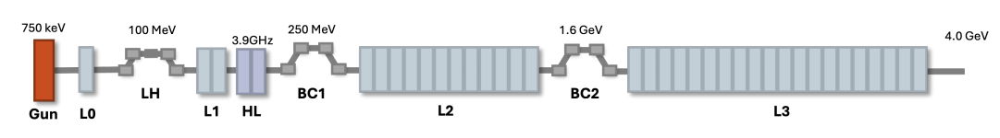 750 keV
100 MeV
3.9GHz
250 MeV
1.6 GeV
4.0 GeV
Gun
L0
LH
L1
HL
BC1
L2
BC2
L3